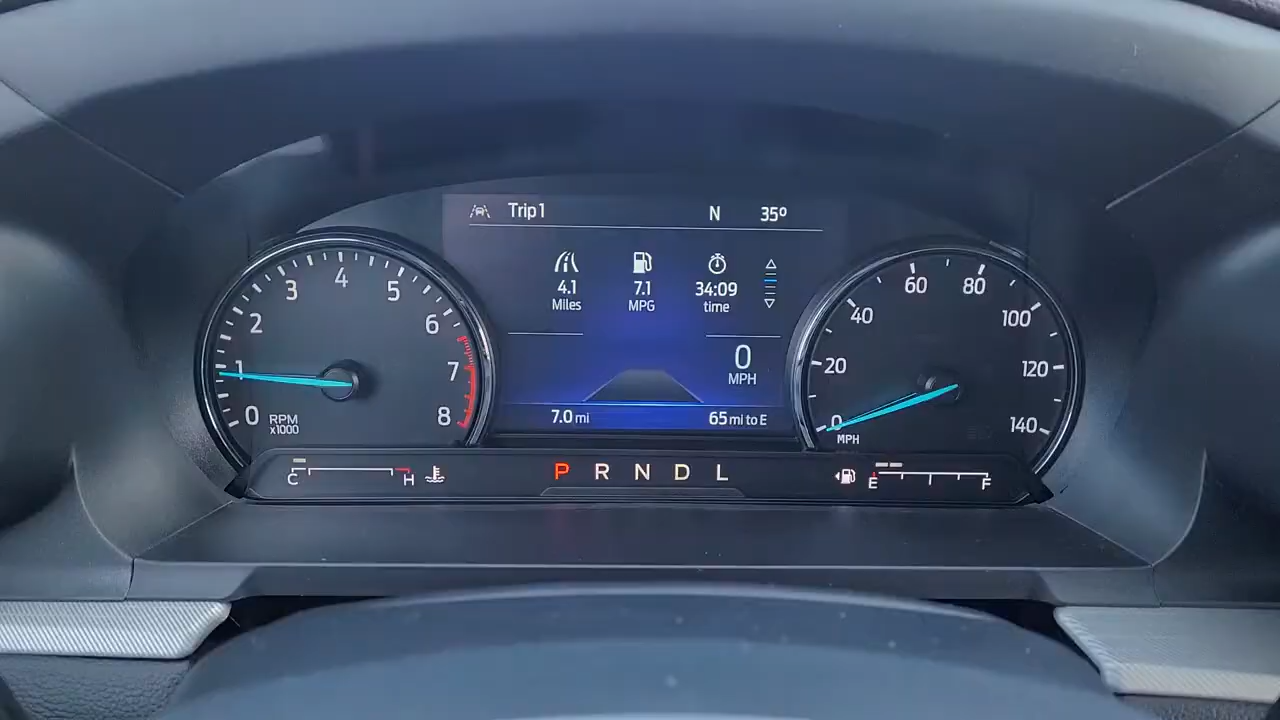 Trip 1 N 35º
4.1 7.1 34:09
Miles MPG time
0
MPH
7.0 mi 65 mi to E
0 1 2 3 4 5 6 7 8
RPM
x1000
0 20 40 60 80 100 120 140
MPH
C H P R N D L E F